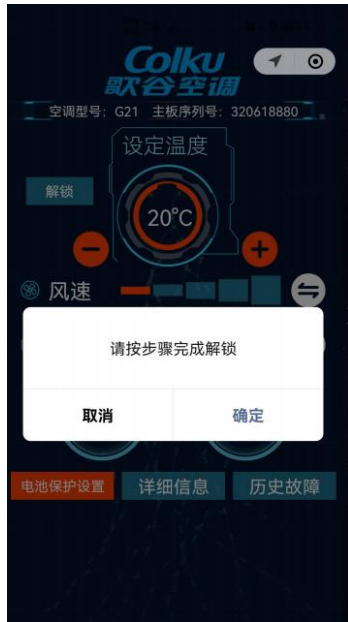 Colku
歌谷空调
空调型号：G21 主板序列号：320618880
设定温度
解锁
20℃
风速
请按步骤完成解锁
取消 确定
电池保护设置 详细信息 历史故障